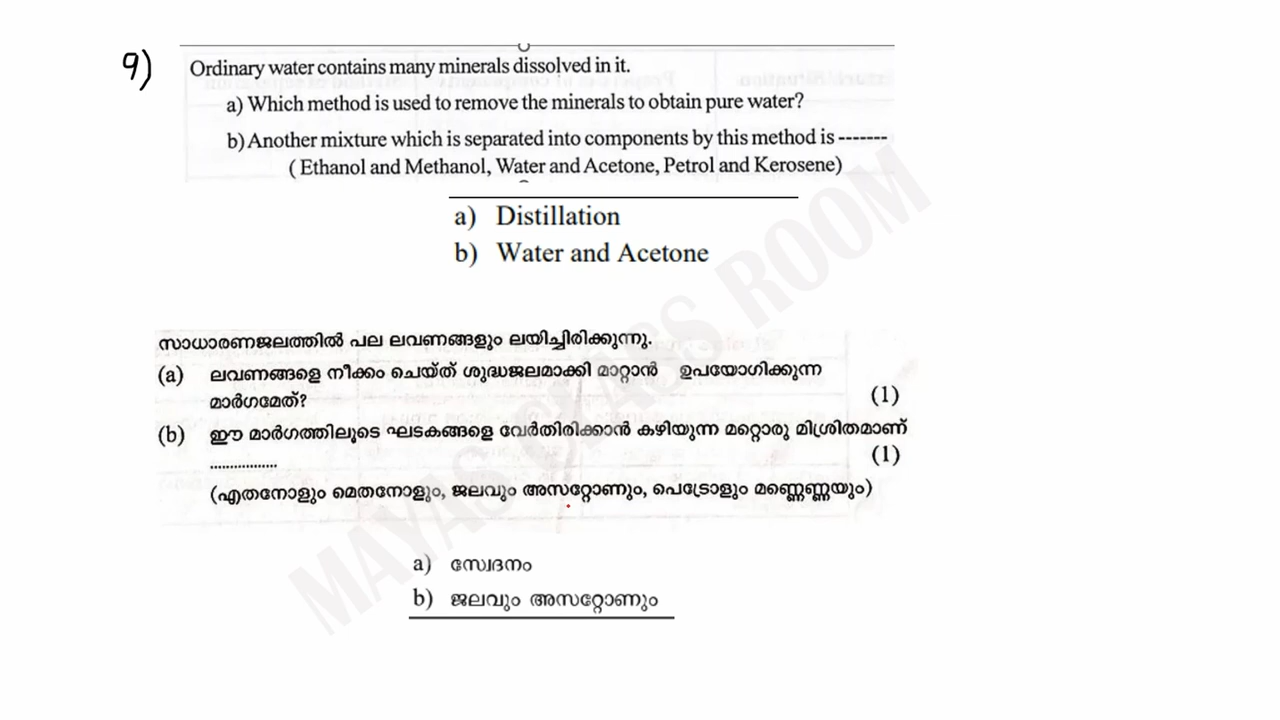 9)
Ordinary water contains many minerals dissolved in it.
a) Which method is used to remove the minerals to obtain pure water?
b) Another mixture which is separated into components by this method is -------
( Ethanol and Methanol, Water and Acetone, Petrol and Kerosene)
a) Distillation
b) Water and Acetone
സാധാരണജലത്തിൽ പല ലവണങ്ങളും ലയിച്ചിരിക്കുന്നു.
(a) ലവണങ്ങളെ നീക്കം ചെയ്ത് ശുദ്ധജലമാക്കി മാറ്റാൻ ഉപയോഗിക്കുന്ന
മാർഗമേത്? (1)
(b) ഈ മാർഗത്തിലൂടെ ഘടകങ്ങളെ വേർതിരിക്കാൻ കഴിയുന്ന മറ്റൊരു മിശ്രിതമാണ്
................. (1)
(എതനോളും മെതനോളും, ജലവും അസറ്റോണും, പെട്രോളും മണ്ണെണ്ണയും)
a) സ്വേദനം
b) ജലവും അസറ്റോണും
MAYAS CLASS ROOM